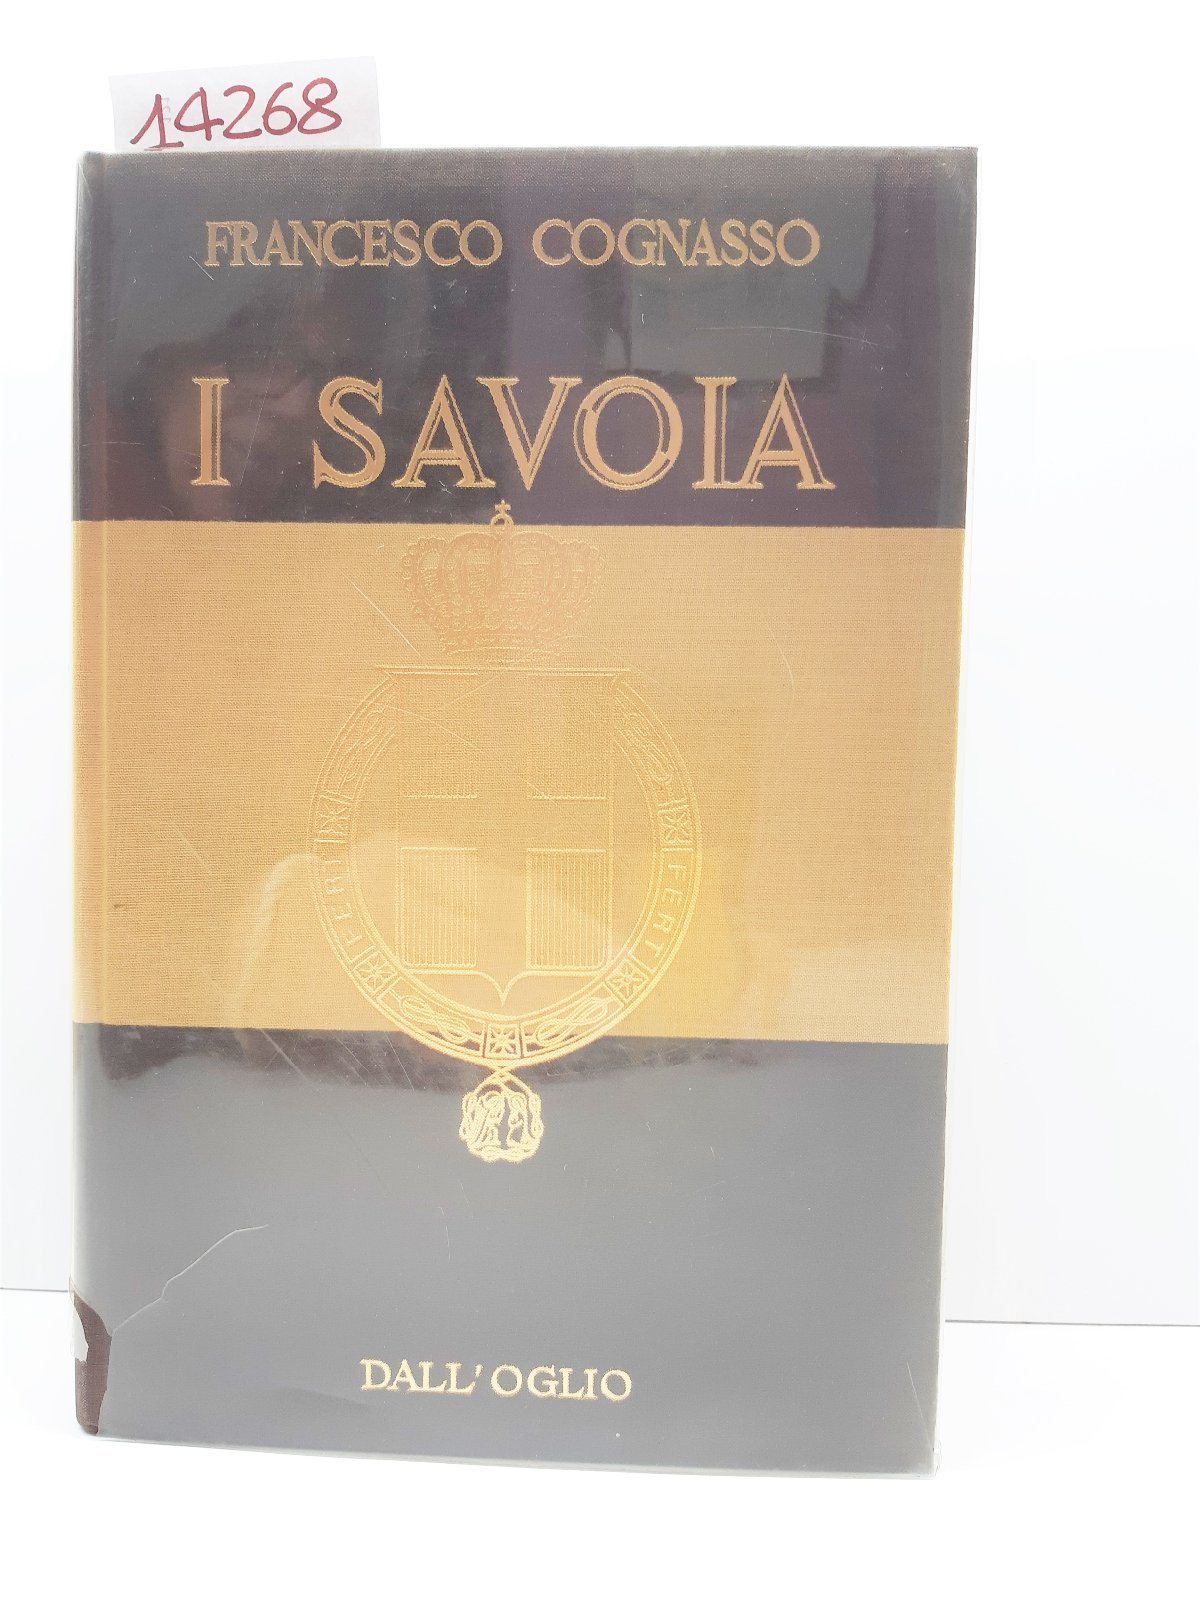 14268
FRANCESCO COGNASSO
I SAVOIA
FERT
FERT
DALL'OGLIO